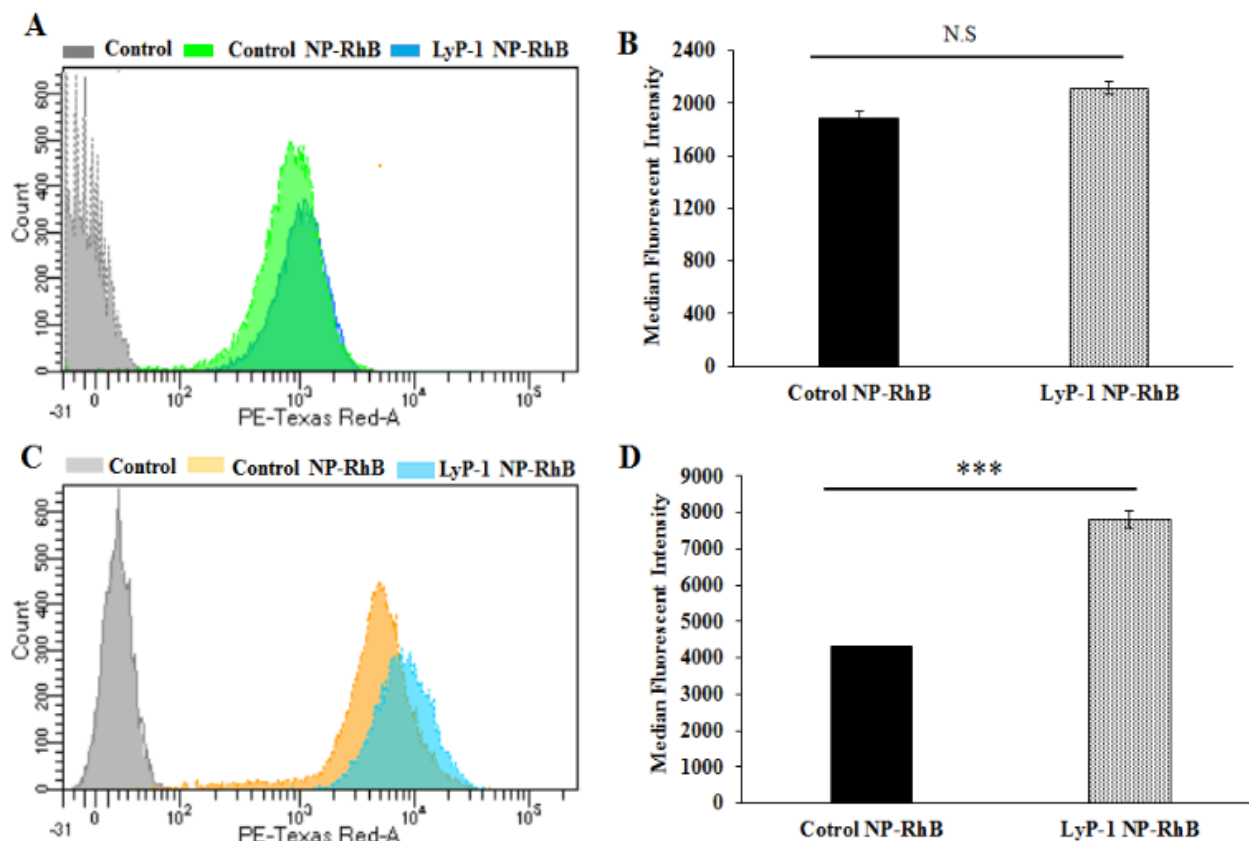 A
Control Control NP-RhB LyP-1 NP-RhB
600
500
400
300
200
100
0
Count
-31 0 10² 10³ 10⁴ 10⁵
PE-Texas Red-A
B
N.S
2400
2000
1600
1200
800
400
0
Median Fluorescent Intensity
Cotrol NP-RhB LyP-1 NP-RhB
C
Control Control NP-RhB LyP-1 NP-RhB
600
500
400
300
200
100
0
Count
-31 0 10² 10³ 10⁴ 10⁵
PE-Texas Red-A
D
***
9000
8000
7000
6000
5000
4000
3000
2000
1000
0
Median Fluorescent Intensity
Cotrol NP-RhB LyP-1 NP-RhB